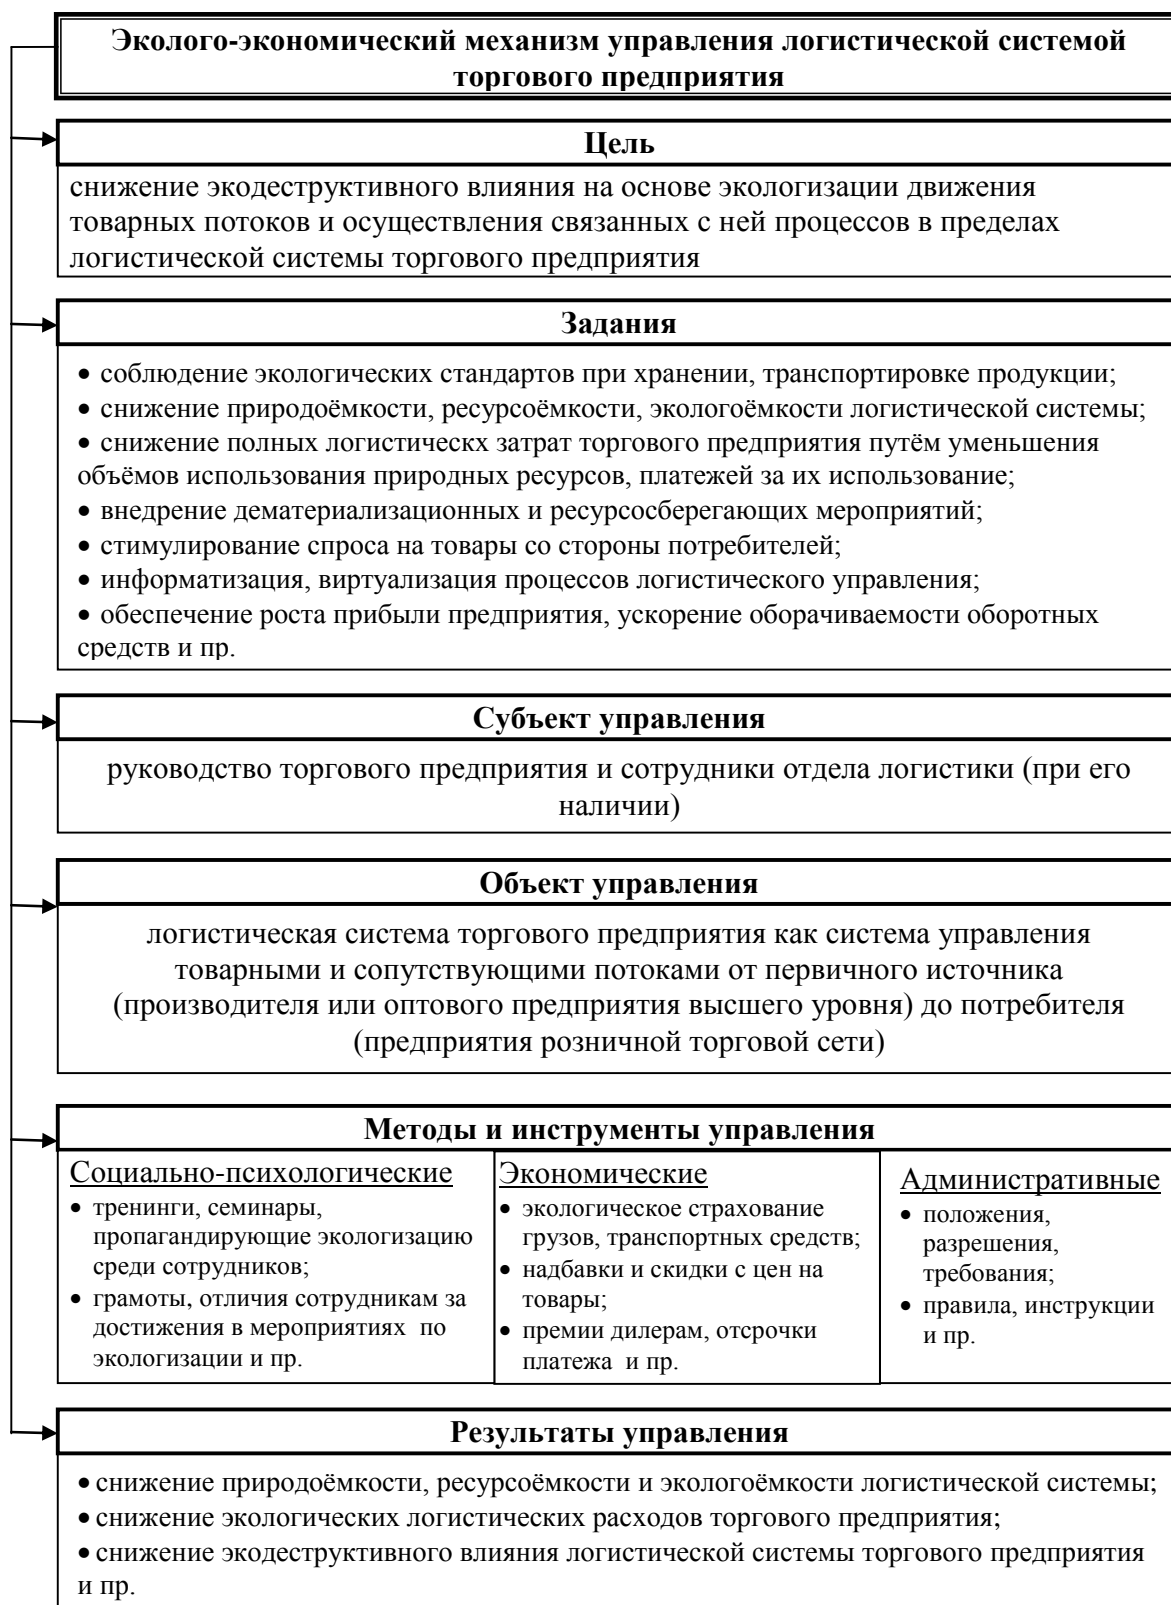 Эколого-экономический механизм управления логистической системой
торгового предприятия
Цель
снижение экодеструктивного влияния на основе экологизации движения
товарных потоков и осуществления связанных с ней процессов в пределах
логистической системы торгового предприятия
Задания
• соблюдение экологических стандартов при хранении, транспортировке продукции;
• снижение природоёмкости, ресурсоёмкости, экологоёмкости логистической системы;
• снижение полных логистическх затрат торгового предприятия путём уменьшения
объёмов использования природных ресурсов, платежей за их использование;
• внедрение дематериализационных и ресурсосберегающих мероприятий;
• стимулирование спроса на товары со стороны потребителей;
• информатизация, виртуализация процессов логистического управления;
• обеспечение роста прибыли предприятия, ускорение оборачиваемости оборотных
средств и пр.
Субъект управления
руководство торгового предприятия и сотрудники отдела логистики (при его
наличии)
Объект управления
логистическая система торгового предприятия как система управления
товарными и сопутствующими потоками от первичного источника
(производителя или оптового предприятия высшего уровня) до потребителя
(предприятия розничной торговой сети)
Методы и инструменты управления
Социально-психологические
• тренинги, семинары,
пропагандирующие экологизацию
среди сотрудников;
• грамоты, отличия сотрудникам за
достижения в мероприятиях по
экологизации и пр.
Экономические
• экологическое страхование
грузов, транспортных средств;
• надбавки и скидки с цен на
товары;
• премии дилерам, отсрочки
платежа и пр.
Административные
• положения,
разрешения,
требования;
• правила, инструкции
и пр.
Результаты управления
• снижение природоёмкости, ресурсоёмкости и экологоёмкости логистической системы;
• снижение экологических логистических расходов торгового предприятия;
• снижение экодеструктивного влияния логистической системы торгового предприятия
и пр.